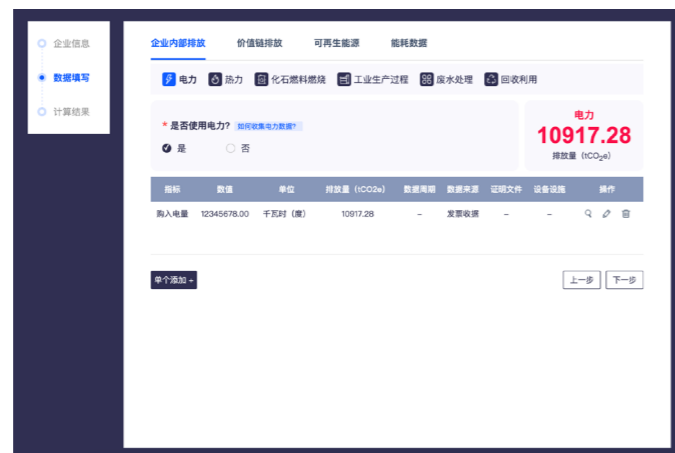 企业信息
数据填写
计算结果
企业内部排放 价值链排放 可再生能源 能耗数据
电力 热力 化石燃料燃烧 工业生产过程 废水处理 回收利用
* 是否使用电力? 如何收集电力数据?
是 否
电力
10917.28
排放量 (tCO₂e)
指标 数值 单位 排放量 (tCO2e) 数据周期 数据来源 证明文件 设备设施 操作
购入电量 12345678.00 千瓦时 (度) 10917.28 – 发票收据 – –
单个添加 + 上一步 下一步